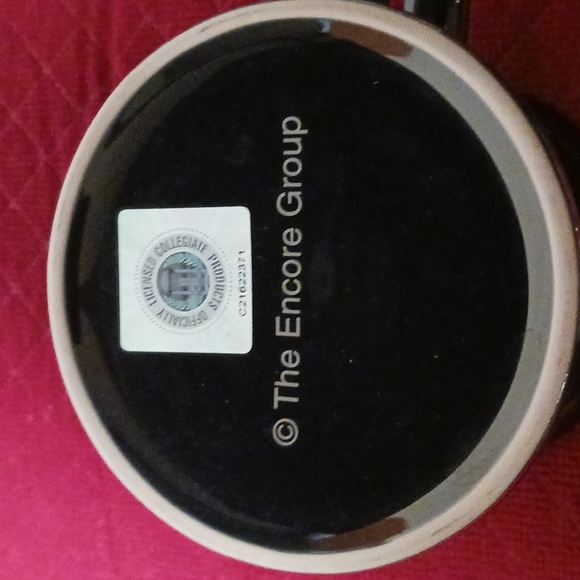 OFFICIALLY LICENSED COLLEGIATE PRODUCTS
C21622371
© The Encore Group